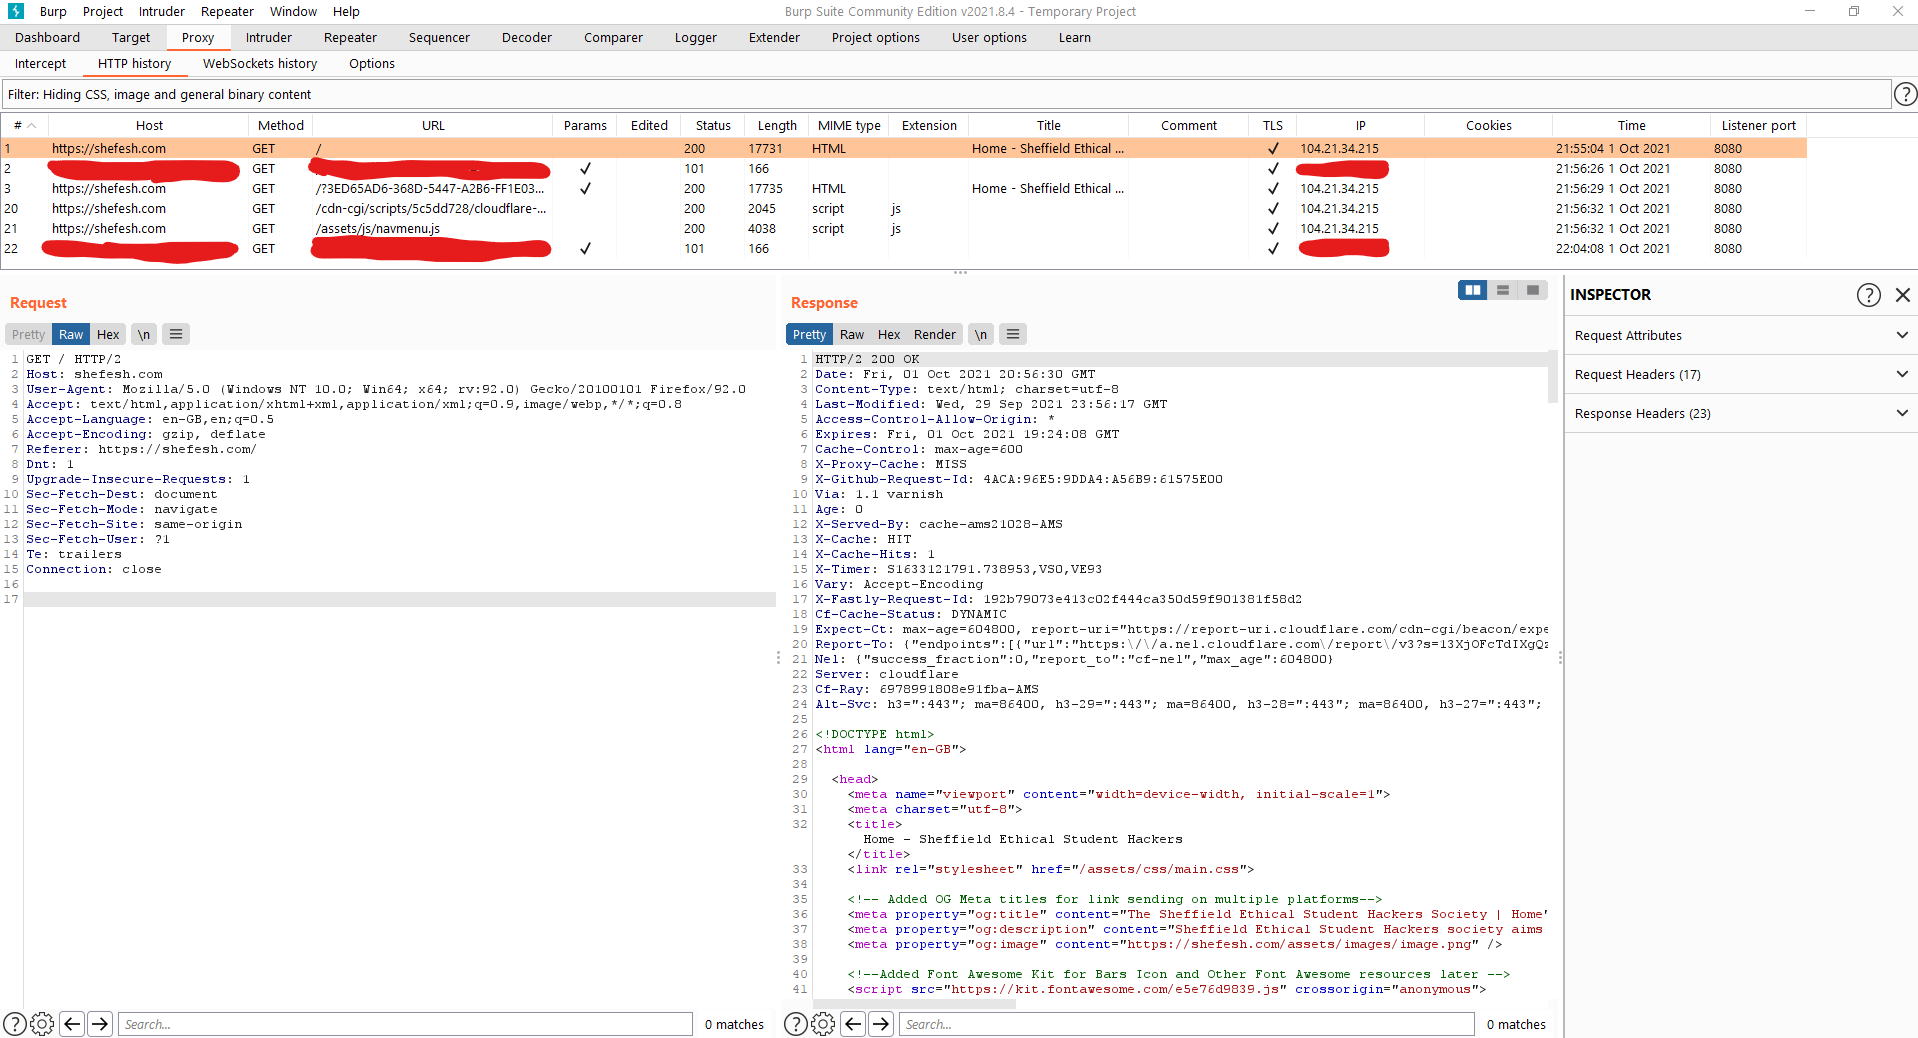 Burp Project Intruder Repeater Window Help
Burp Suite Community Edition v2021.8.4 - Temporary Project
Dashboard Target Proxy Intruder Repeater Sequencer Decoder Comparer Logger Extender Project options User options Learn
Intercept HTTP history WebSockets history Options
Filter: Hiding CSS, image and general binary content
?
# Host Method URL Params Edited Status Length MIME type Extension Title Comment TLS IP Cookies Time Listener port
1 https://shefesh.com GET / 200 17731 HTML Home - Sheffield Ethical ... ✓ 104.21.34.215 21:55:04 1 Oct 2021 8080
2 GET ✓ 101 166 ✓ 21:56:26 1 Oct 2021 8080
3 https://shefesh.com GET /?3ED65AD6-368D-5447-A2B6-FF1E03... ✓ 200 17735 HTML Home - Sheffield Ethical ... ✓ 104.21.34.215 21:56:29 1 Oct 2021 8080
20 https://shefesh.com GET /cdn-cgi/scripts/5c5dd728/cloudflare-... 200 2045 script js ✓ 104.21.34.215 21:56:32 1 Oct 2021 8080
21 https://shefesh.com GET /assets/js/navmenu.js 200 4038 script js ✓ 104.21.34.215 21:56:32 1 Oct 2021 8080
22 GET ✓ 101 166 ✓ 22:04:08 1 Oct 2021 8080
Request
Pretty Raw Hex \n
1 GET / HTTP/2
2 Host: shefesh.com
3 User-Agent: Mozilla/5.0 (Windows NT 10.0; Win64; x64; rv:92.0) Gecko/20100101 Firefox/92.0
4 Accept: text/html,application/xhtml+xml,application/xml;q=0.9,image/webp,*/*;q=0.8
5 Accept-Language: en-GB,en;q=0.5
6 Accept-Encoding: gzip, deflate
7 Referer: https://shefesh.com/
8 Dnt: 1
9 Upgrade-Insecure-Requests: 1
10 Sec-Fetch-Dest: document
11 Sec-Fetch-Mode: navigate
12 Sec-Fetch-Site: same-origin
13 Sec-Fetch-User: ?1
14 Te: trailers
15 Connection: close
16
17
? Search... 0 matches
Response
Pretty Raw Hex Render \n
1 HTTP/2 200 OK
2 Date: Fri, 01 Oct 2021 20:56:30 GMT
3 Content-Type: text/html; charset=utf-8
4 Last-Modified: Wed, 29 Sep 2021 23:56:17 GMT
5 Access-Control-Allow-Origin: *
6 Expires: Fri, 01 Oct 2021 19:24:08 GMT
7 Cache-Control: max-age=600
8 X-Proxy-Cache: MISS
9 X-Github-Request-Id: 4ACA:96E5:9DDA4:A56B9:61575E00
10 Via: 1.1 varnish
11 Age: 0
12 X-Served-By: cache-ams21028-AMS
13 X-Cache: HIT
14 X-Cache-Hits: 1
15 X-Timer: S1633121791.738953,VS0,VE93
16 Vary: Accept-Encoding
17 X-Fastly-Request-Id: 192b79073e413c02f444ca350d59f901381f58d2
18 Cf-Cache-Status: DYNAMIC
19 Expect-Ct: max-age=604800, report-uri="https://report-uri.cloudflare.com/cdn-cgi/beacon/expe
20 Report-To: {"endpoints":[{"url":"https:\/\/a.nel.cloudflare.com\/report\/v3?s=13XjOFcTdIXgQz
21 Nel: {"success_fraction":0,"report_to":"cf-nel","max_age":604800}
22 Server: cloudflare
23 Cf-Ray: 6978991808e91fba-AMS
24 Alt-Svc: h3=":443"; ma=86400, h3-29=":443"; ma=86400, h3-28=":443"; ma=86400, h3-27=":443";
25
26 <!DOCTYPE html>
27 <html lang="en-GB">
28
29 <head>
30 <meta name="viewport" content="width=device-width, initial-scale=1">
31 <meta charset="utf-8">
32 <title>
Home - Sheffield Ethical Student Hackers
</title>
33 <link rel="stylesheet" href="/assets/css/main.css">
34
35 <!-- Added OG Meta titles for link sending on multiple platforms-->
36 <meta property="og:title" content="The Sheffield Ethical Student Hackers Society | Home"
37 <meta property="og:description" content="Sheffield Ethical Student Hackers society aims
38 <meta property="og:image" content="https://shefesh.com/assets/images/image.png" />
39
40 <!--Added Font Awesome Kit for Bars Icon and Other Font Awesome resources later -->
41 <script src="https://kit.fontawesome.com/e5e76d9839.js" crossorigin="anonymous">
? Search... 0 matches
INSPECTOR ?
Request Attributes
Request Headers (17)
Response Headers (23)